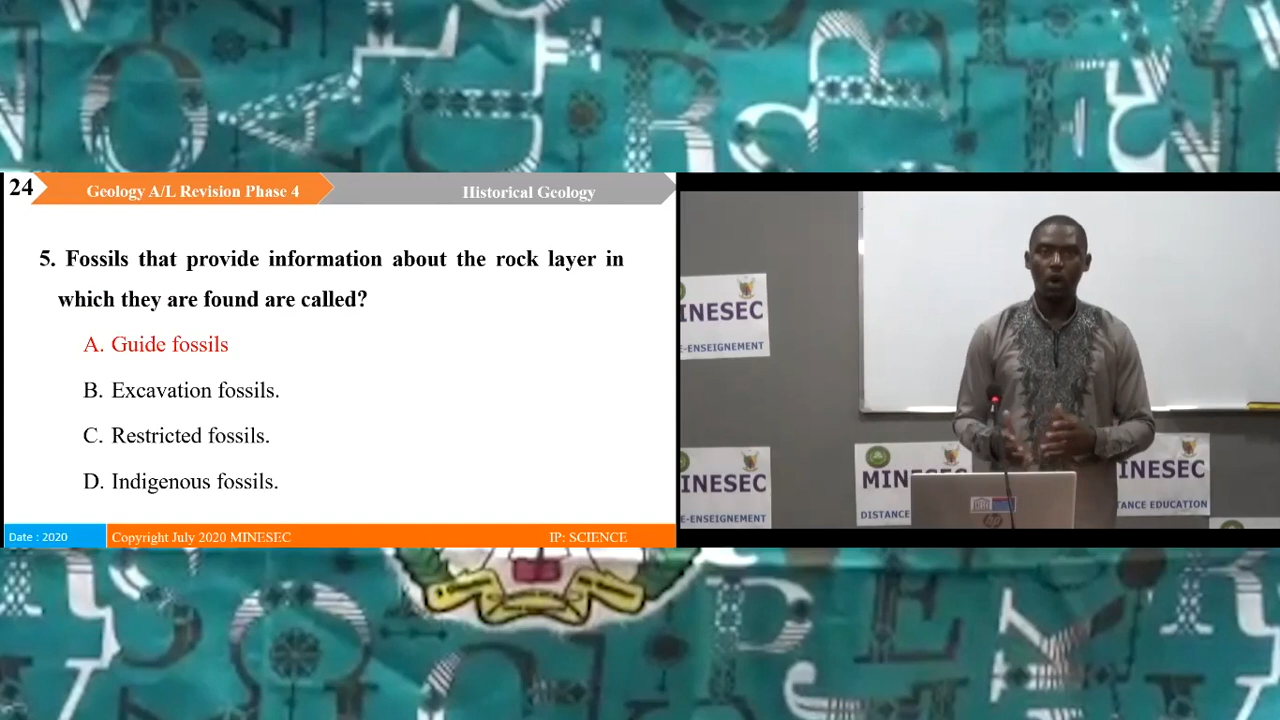 24
Geology A/L Revision Phase 4
Historical Geology
5. Fossils that provide information about the rock layer in
which they are found are called?
A. Guide fossils
B. Excavation fossils.
C. Restricted fossils.
D. Indigenous fossils.
Date : 2020
Copyright July 2020 MINESEC
IP: SCIENCE
INESEC
E-ENSEIGNEMENT
INESEC
E-ENSEIGNEMENT
MINESEC
DISTANCE
INESEC
TANCE EDUCATION
hp